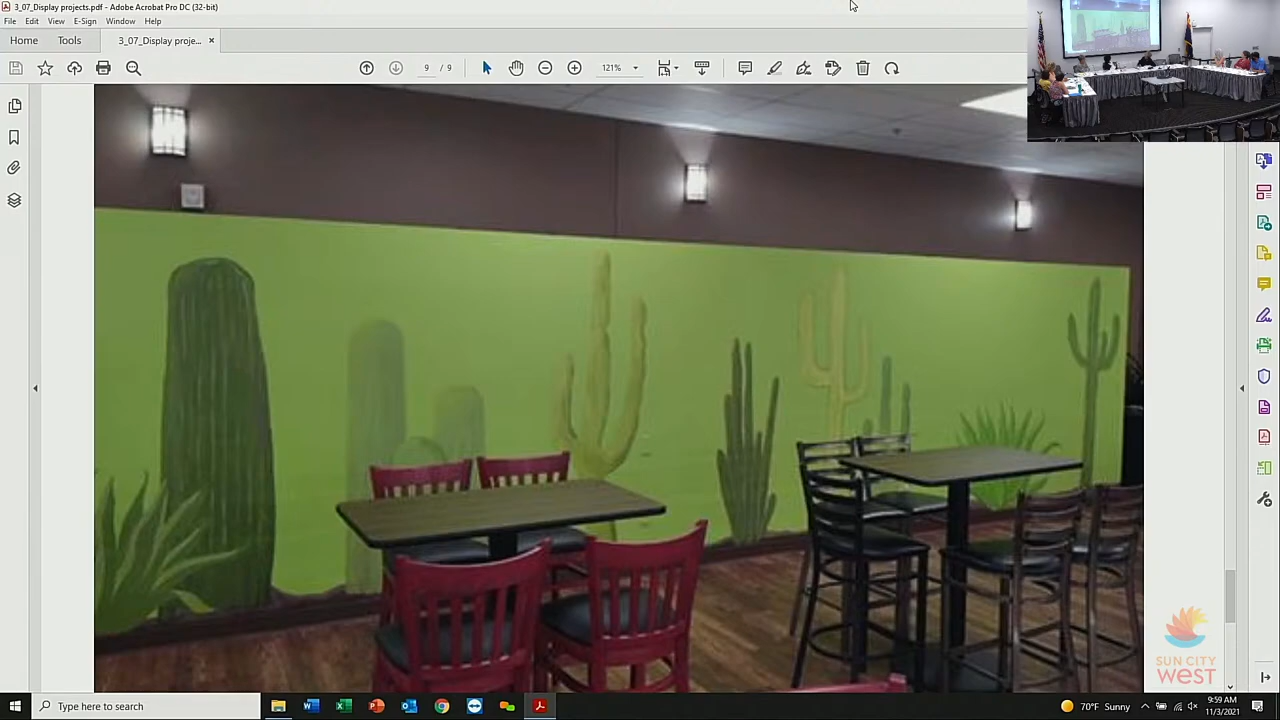 3_07_Display projects.pdf - Adobe Acrobat Pro DC (32-bit)
File Edit View E-Sign Window Help
Home Tools 3_07_Display proje... ×
9 / 9 121%
SUN CITY
WEST
Type here to search
70°F Sunny
9:59 AM
11/3/2021